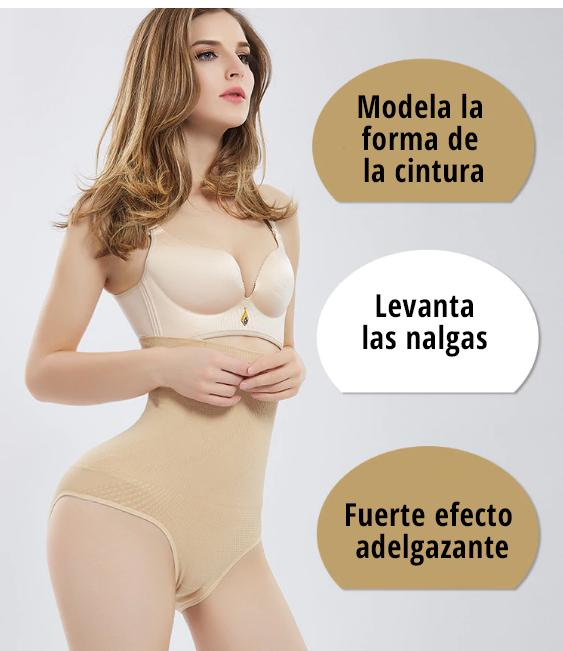 Modela la
forma de
la cintura
Levanta
las nalgas
Fuerte efecto
adelgazante